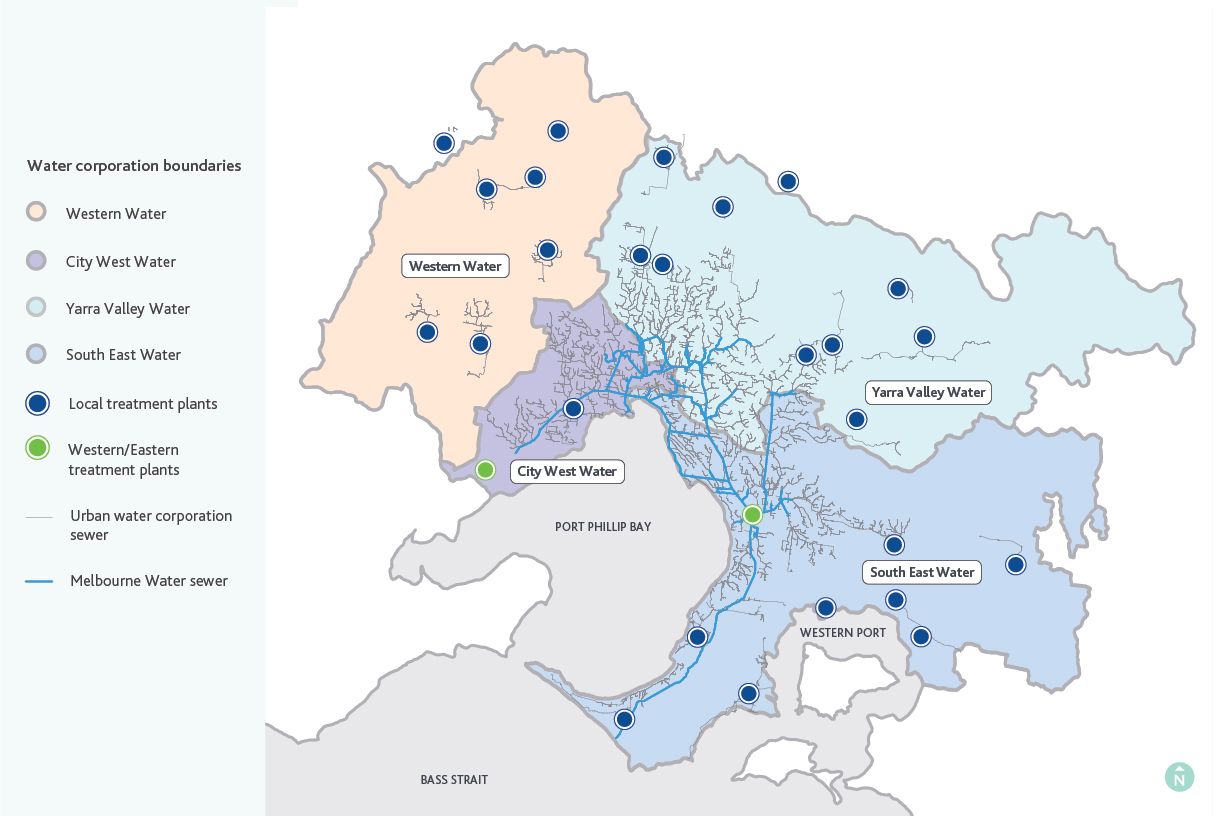 Water corporation boundaries
Western Water
City West Water
Yarra Valley Water
South East Water
Local treatment plants
Western/Eastern
treatment plants
Urban water corporation
sewer
Melbourne Water sewer
Western Water
Yarra Valley Water
City West Water
PORT PHILLIP BAY
South East Water
WESTERN PORT
BASS STRAIT
N